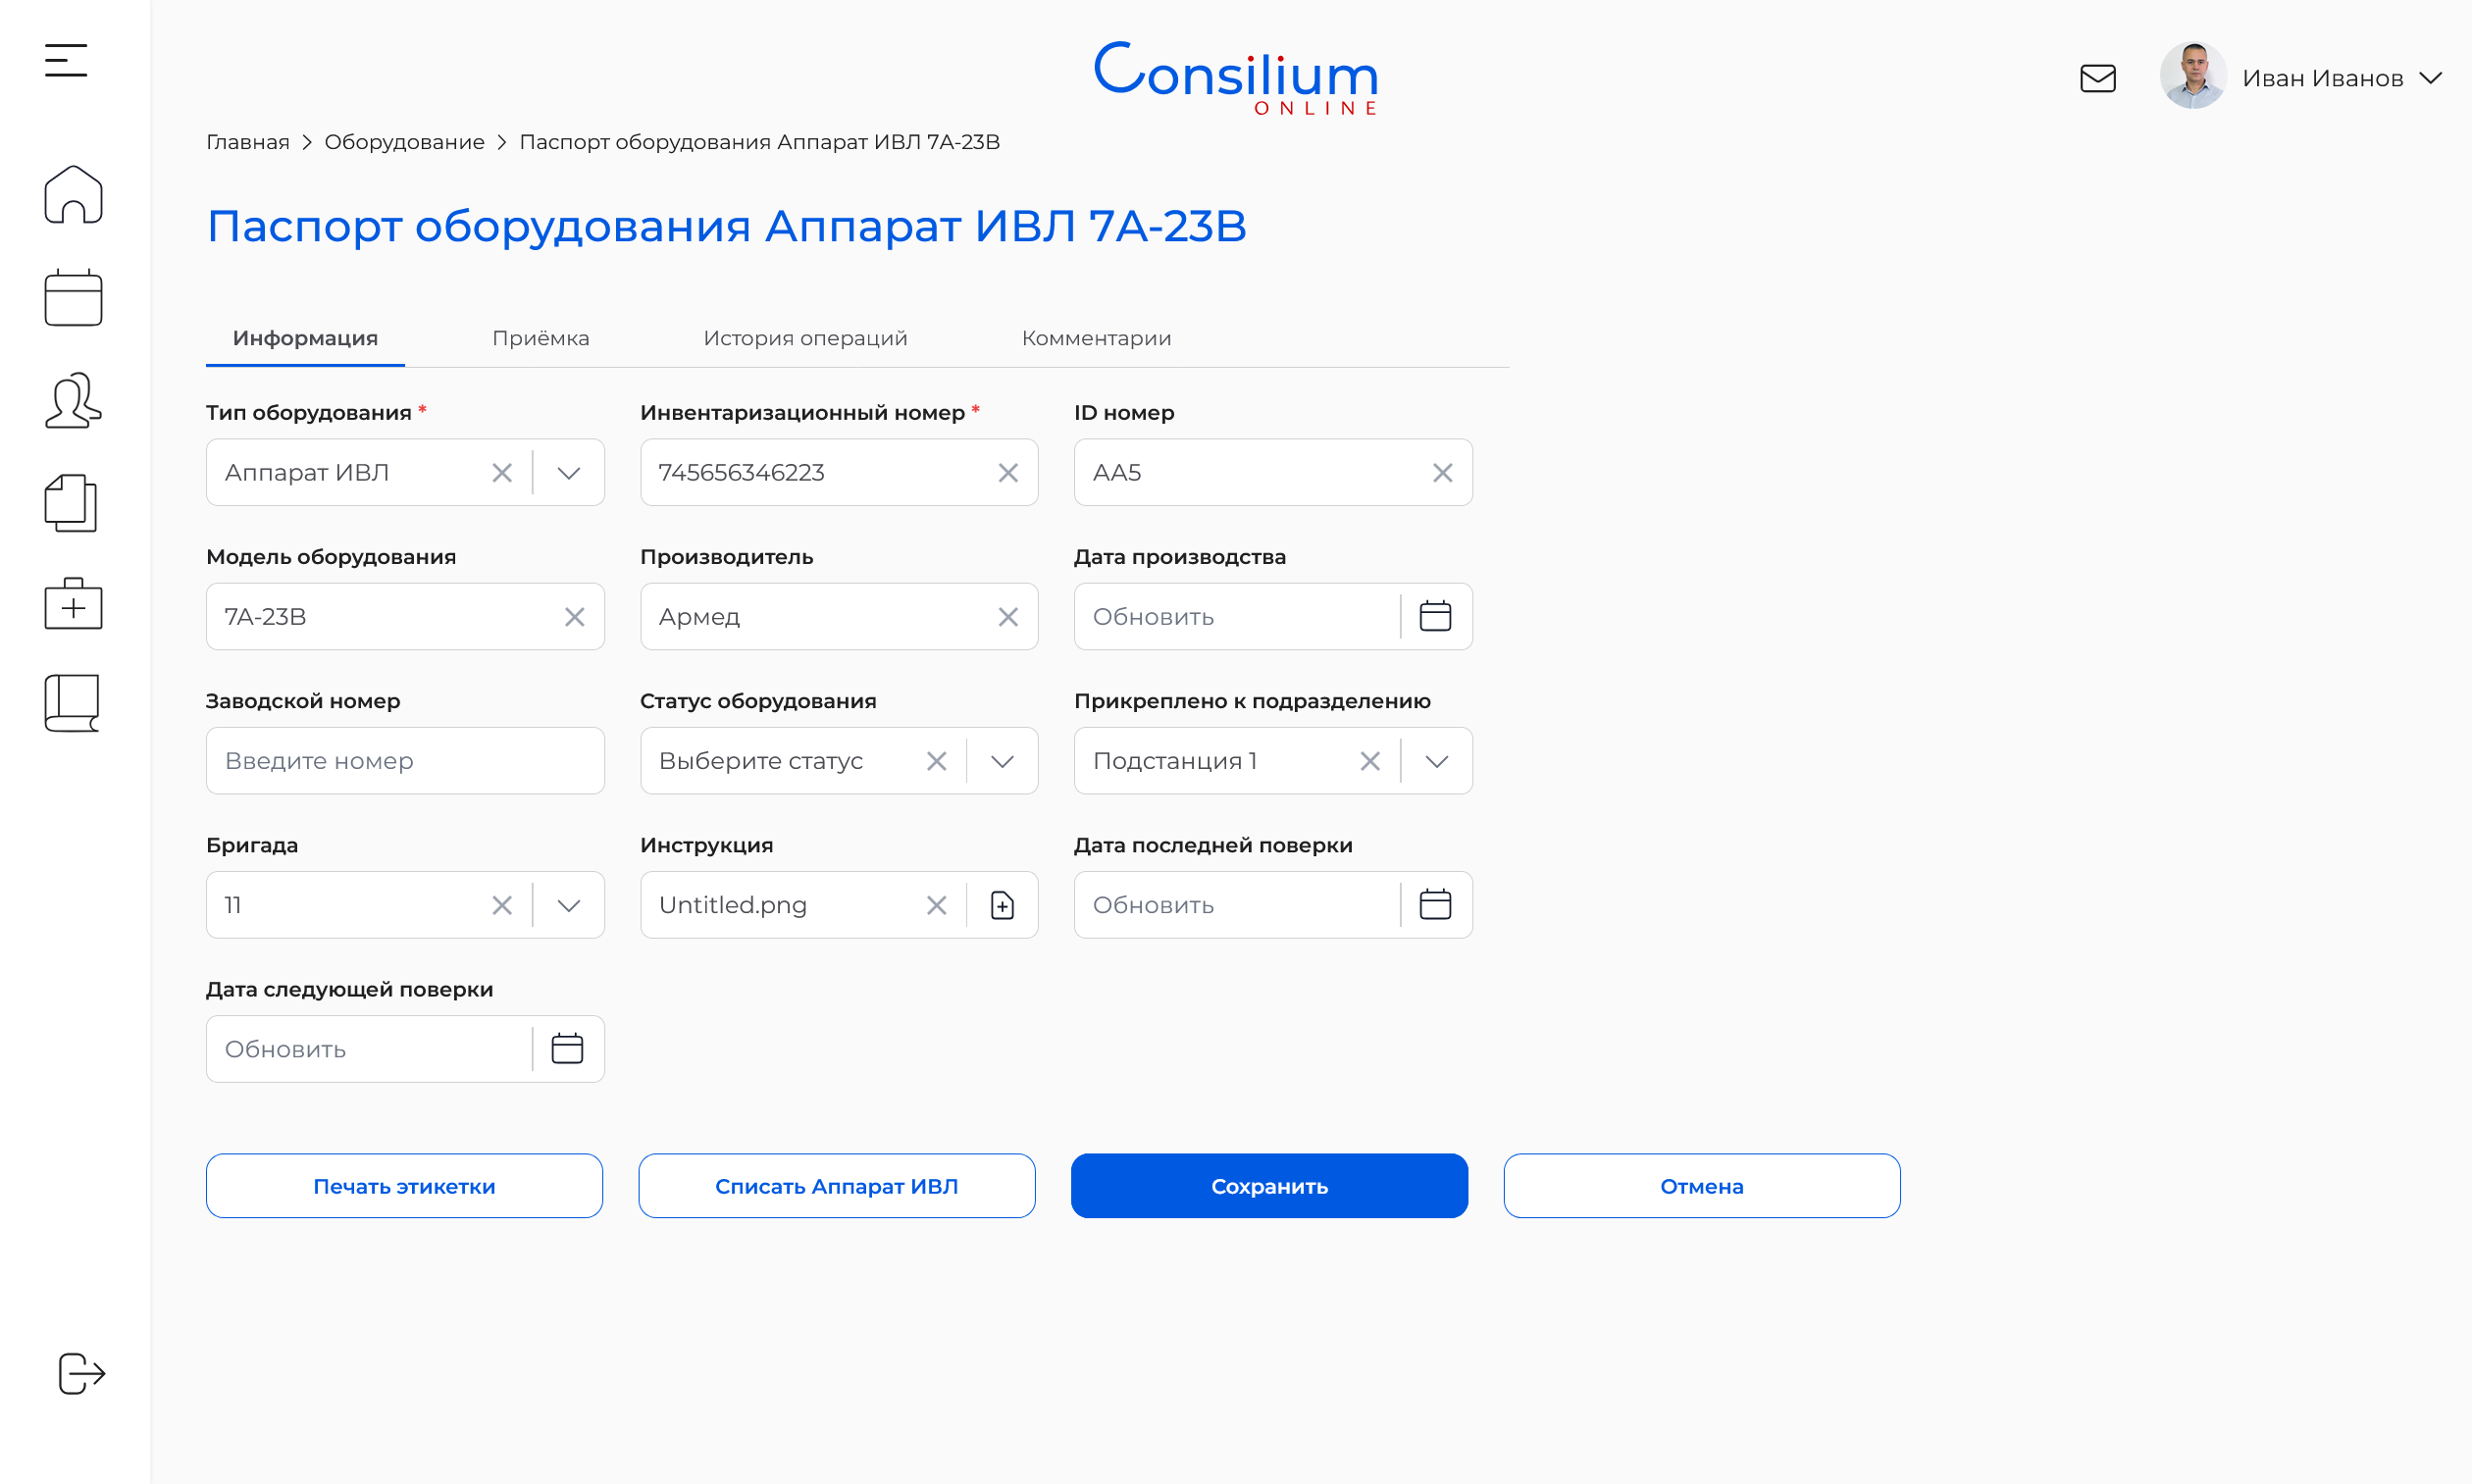 Consilium
ONLINE
Иван Иванов
Главная > Оборудование > Паспорт оборудования Аппарат ИВЛ 7А-23В
Паспорт оборудования Аппарат ИВЛ 7А-23В
Информация Приёмка История операций Комментарии
Тип оборудования * Инвентаризационный номер * ID номер
Аппарат ИВЛ 745656346223 АА5
Модель оборудования Производитель Дата производства
7А-23В Армед Обновить
Заводской номер Статус оборудования Прикреплено к подразделению
Введите номер Выберите статус Подстанция 1
Бригада Инструкция Дата последней поверки
11 Untitled.png Обновить
Дата следующей поверки
Обновить
Печать этикетки Списать Аппарат ИВЛ Сохранить Отмена